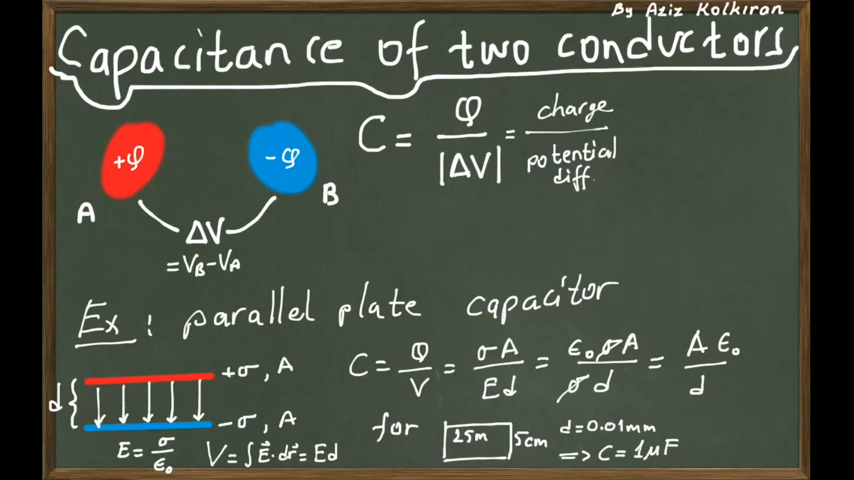 By Aziz Kolkıran
Capacitance of two conductors
+Q
-Q
A
B
ΔV
=VB-VA
C = Q / |ΔV| = charge / potential diff.
Ex : parallel plate capacitor
d
+σ, A
-σ, A
E = σ/ε₀
V = ∫E⃗·dr⃗ = Ed
C = Q/V = σA/Ed = ε₀σA/σd = Aε₀/d
for
25m
5cm
d=0.01mm
=> C=1μF